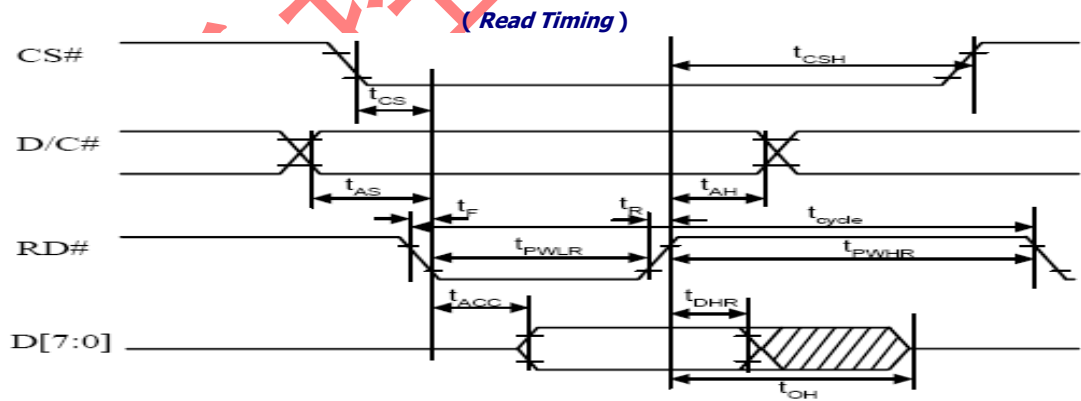 ( Read Timing )
CS#
tCSH
tCS
D/C#
tAS
tAH
tF
tR
tcycle
RD#
tPWLR
tPWHR
tACC
tDHR
D[7:0]
tOH